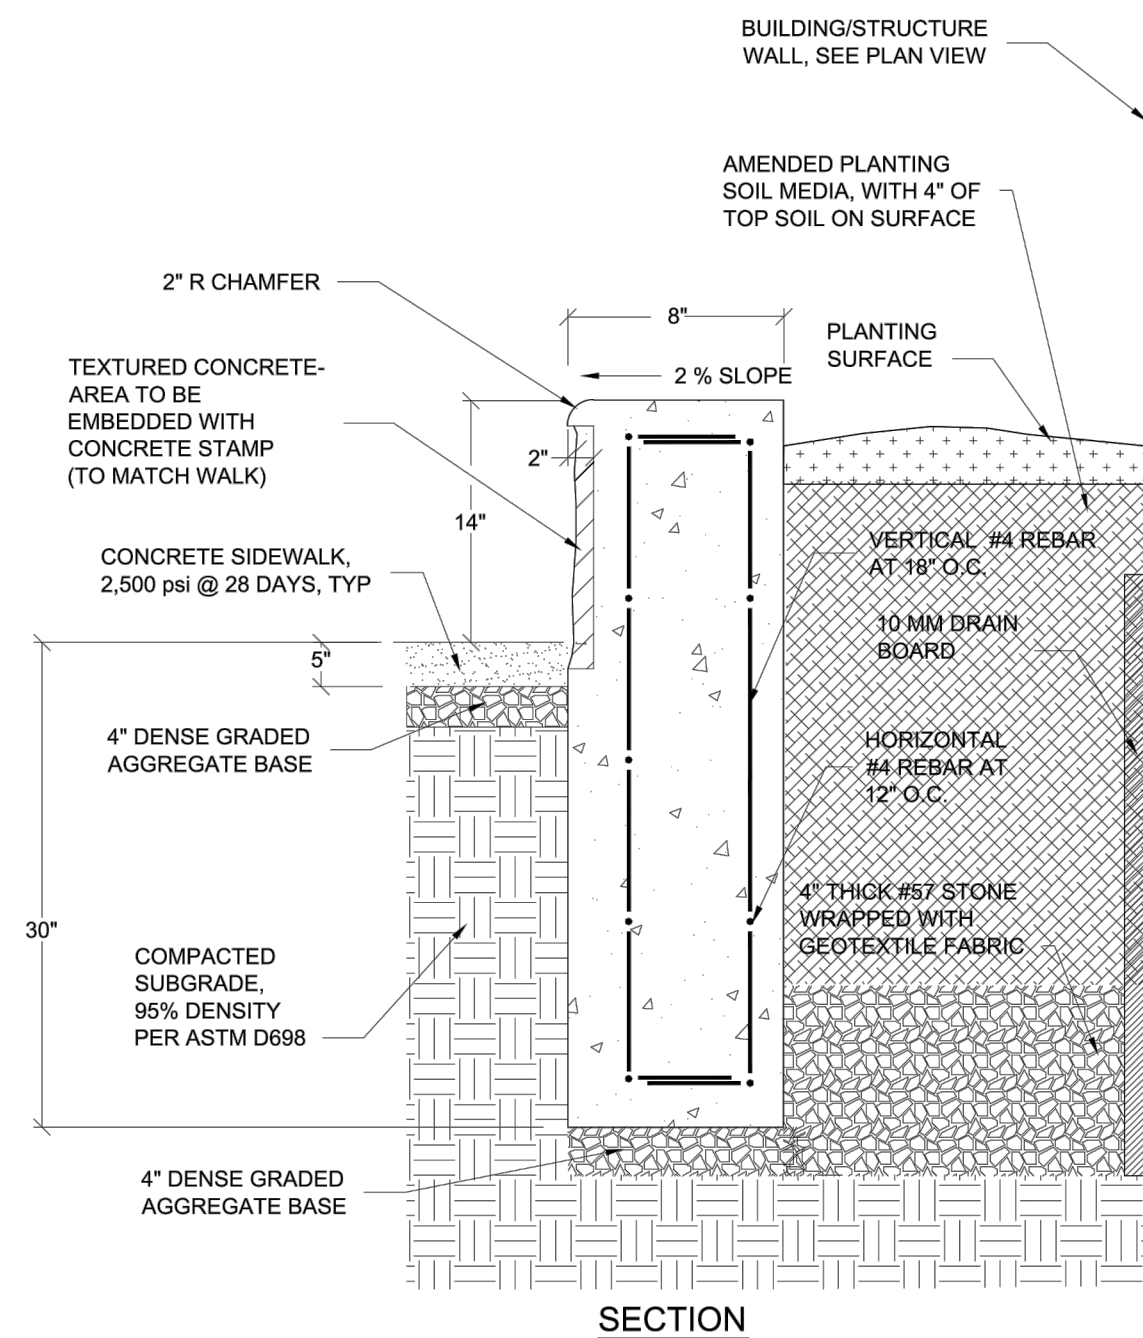 BUILDING/STRUCTURE
WALL, SEE PLAN VIEW
AMENDED PLANTING
SOIL MEDIA, WITH 4" OF
TOP SOIL ON SURFACE
2" R CHAMFER
8"
PLANTING
SURFACE
TEXTURED CONCRETE-
AREA TO BE
EMBEDDED WITH
CONCRETE STAMP
(TO MATCH WALK)
2 % SLOPE
2"
14"
CONCRETE SIDEWALK,
2,500 psi @ 28 DAYS, TYP
VERTICAL #4 REBAR
AT 18" O.C.
10 MM DRAIN
BOARD
5"
4" DENSE GRADED
AGGREGATE BASE
HORIZONTAL
#4 REBAR AT
12" O.C.
4" THICK #57 STONE
WRAPPED WITH
GEOTEXTILE FABRIC
30"
COMPACTED
SUBGRADE,
95% DENSITY
PER ASTM D698
4" DENSE GRADED
AGGREGATE BASE
SECTION